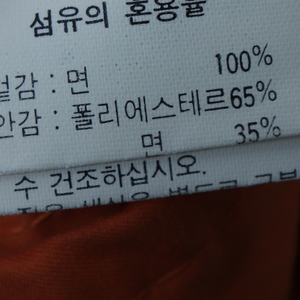 섬유의 혼용율
겉감 : 면 100%
안감 : 폴리에스테르65%
면 35%
수 건조하십시오.